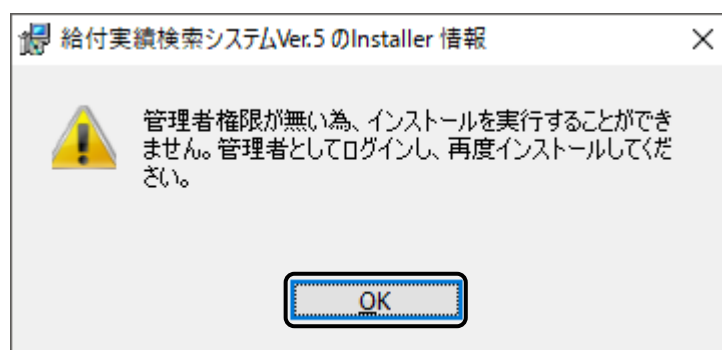 給付実績検索システムVer.5 のInstaller 情報
管理者権限が無い為、インストールを実行することができ
ません。管理者としてログインし、再度インストールしてくだ
さい。
OK